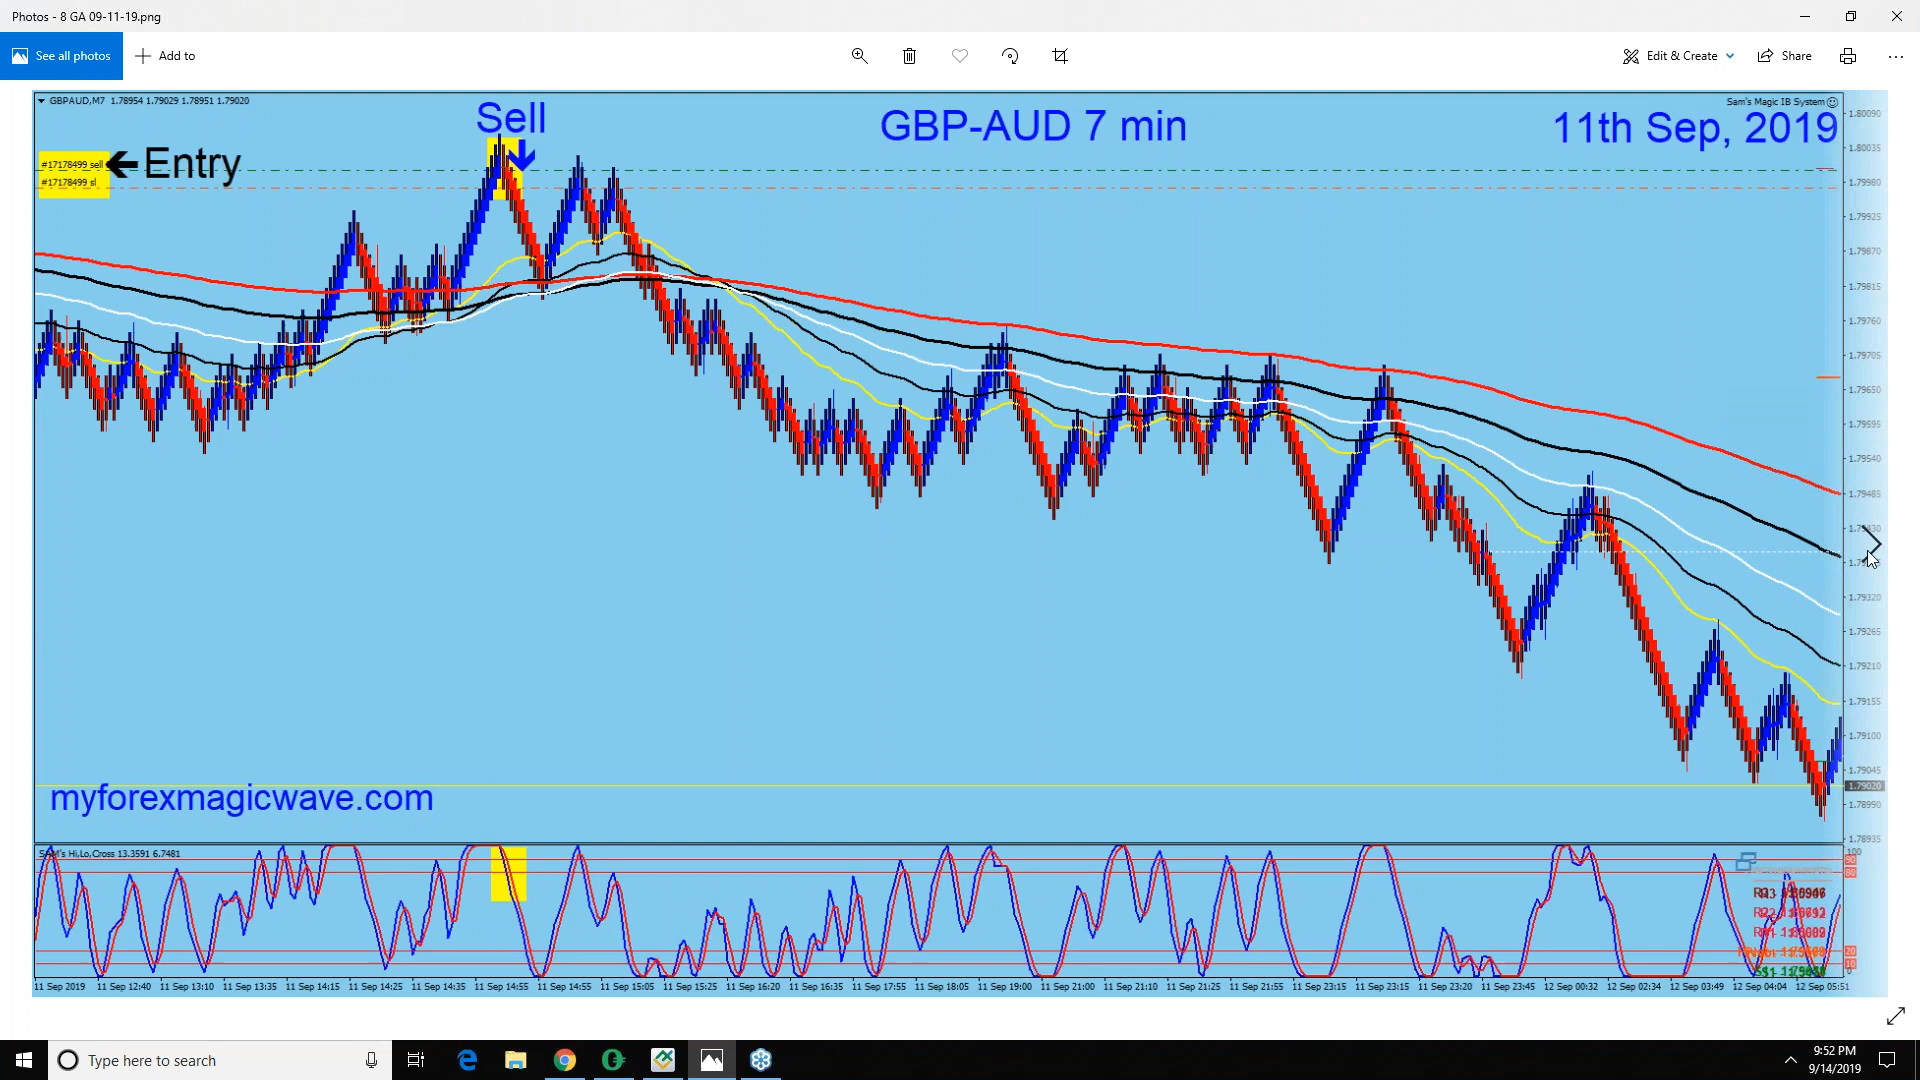 Photos - 8 GA 09-11-19.png
See all photos
Add to
Edit & Create
Share
GBPAUD,M7 1.78954 1.79029 1.78951 1.79020
Sam's Magic IB System
Sell
GBP-AUD 7 min
11th Sep, 2019
#17178499 sell
Entry
#17178499 sl
1.80090
1.80035
1.79980
1.79925
1.79870
1.79815
1.79760
1.79705
1.79650
1.79595
1.79540
1.79485
1.79430
1.79320
1.79265
1.79210
1.79155
1.79100
1.79045
1.79020
1.78990
1.78935
myforexmagicwave.com
SAM's Hi,Lo,Cross 13.3591 6.7481
100
90
80
20
10
0
11 Sep 2019 11 Sep 12:40 11 Sep 13:10 11 Sep 13:35 11 Sep 14:15 11 Sep 14:25 11 Sep 14:35 11 Sep 14:55 11 Sep 14:55 11 Sep 15:05 11 Sep 15:25 11 Sep 16:20 11 Sep 16:35 11 Sep 17:55 11 Sep 18:05 11 Sep 19:00 11 Sep 21:00 11 Sep 21:10 11 Sep 21:25 11 Sep 21:55 11 Sep 23:15 11 Sep 23:15 11 Sep 23:20 11 Sep 23:45 12 Sep 00:32 12 Sep 02:34 12 Sep 03:49 12 Sep 04:04 12 Sep 05:51
Type here to search
9:52 PM
9/14/2019